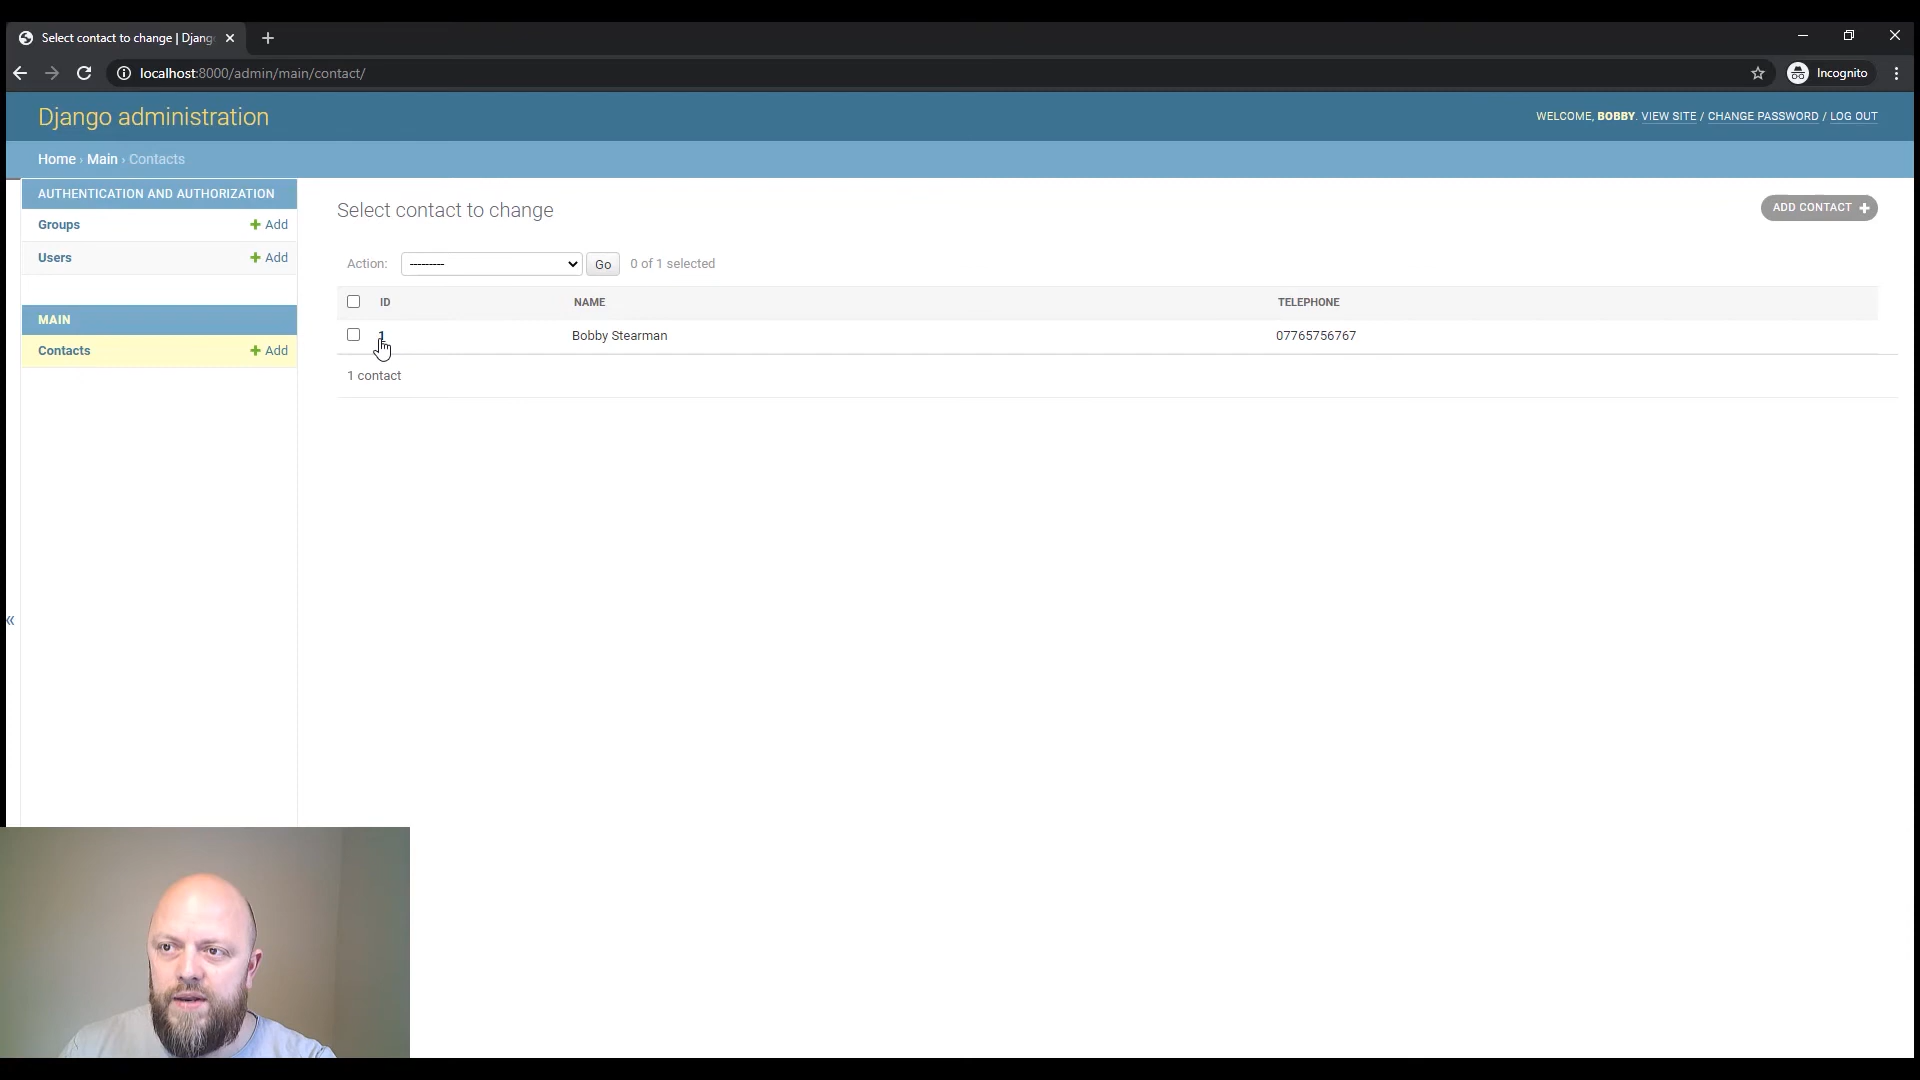 Select contact to change | Djang
localhost:8000/admin/main/contact/
Incognito
Django administration
WELCOME, BOBBY. VIEW SITE / CHANGE PASSWORD / LOG OUT
Home › Main › Contacts
AUTHENTICATION AND AUTHORIZATION
Groups + Add
Users + Add
MAIN
Contacts + Add
«
Select contact to change
ADD CONTACT +
Action: --------- Go 0 of 1 selected
ID NAME TELEPHONE
1 Bobby Stearman 07765756767
1 contact